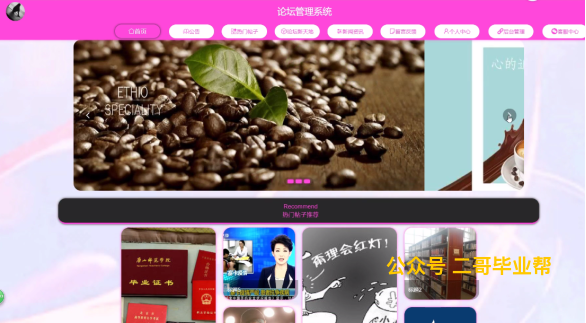 论坛管理系统
首页
公告
热门帖子
论坛新天地
新闻资讯
留言反馈
个人中心
后台管理
客服中心
ETHIO
SPECIALITY
心的
Recommend
热门帖子推荐
南理会红灯!
毕业证书
公众号 二哥毕业帮